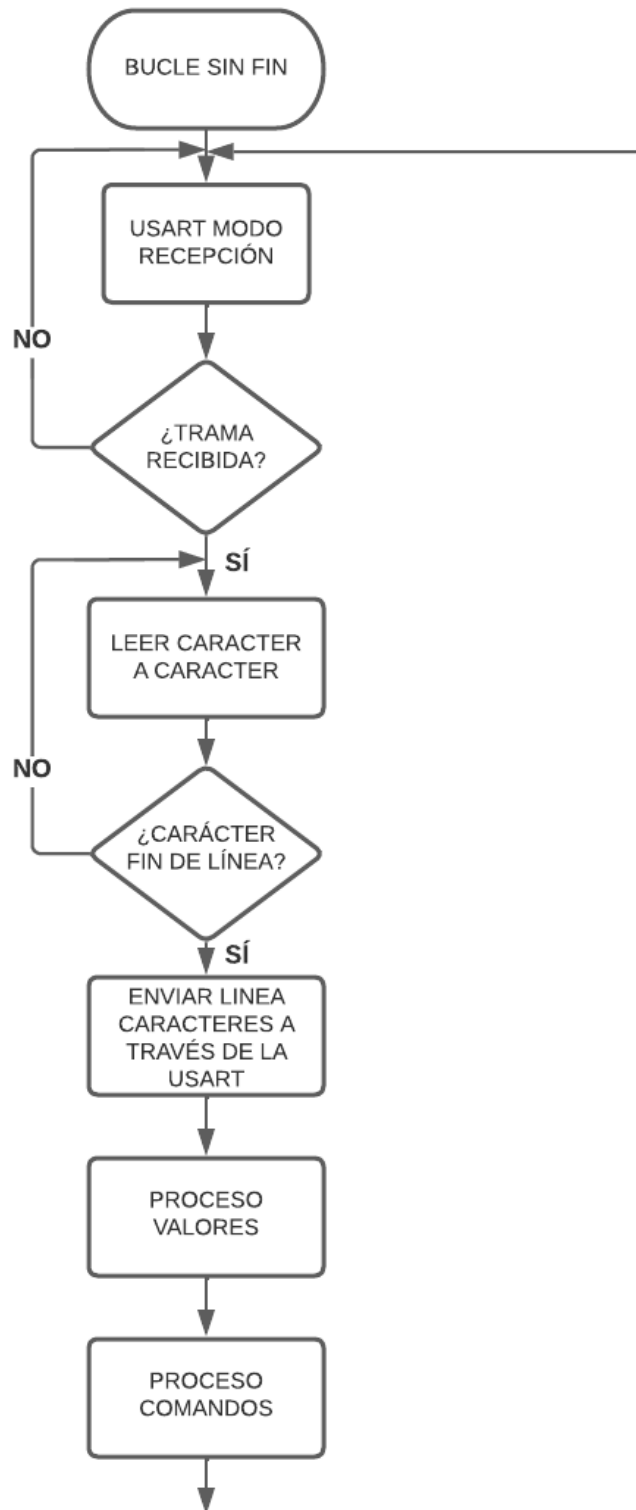 BUCLE SIN FIN
USART MODO
RECEPCIÓN
NO
¿TRAMA
RECIBIDA?
SÍ
LEER CARACTER
A CARACTER
NO
¿CARÁCTER
FIN DE LÍNEA?
SÍ
ENVIAR LINEA
CARACTERES A
TRAVÉS DE LA
USART
PROCESO
VALORES
PROCESO
COMANDOS